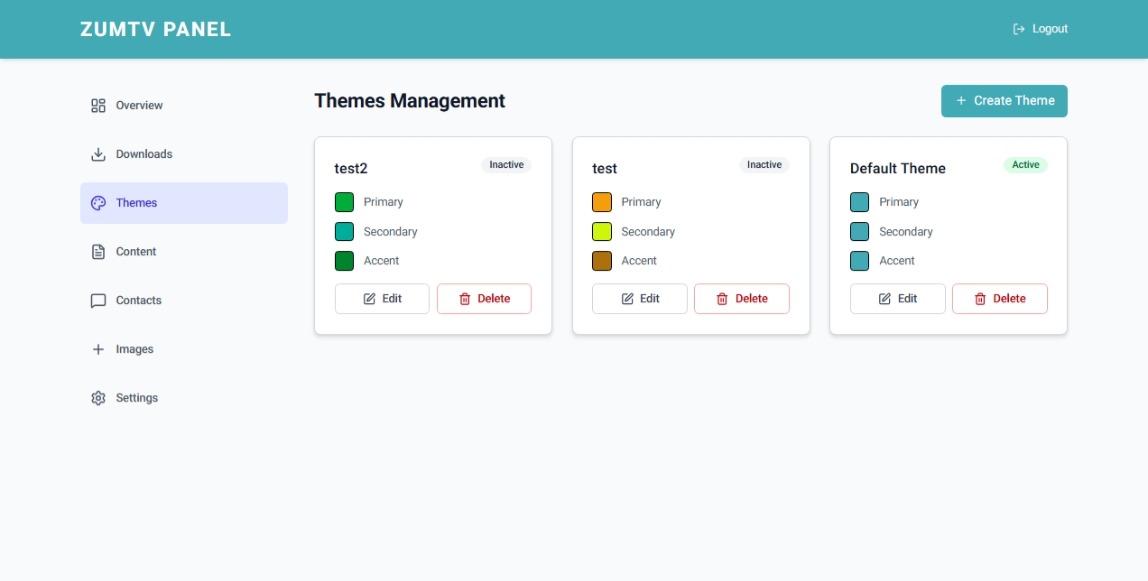 ZUMTV PANEL
Logout
Overview
Downloads
Themes
Content
Contacts
Images
Settings
Themes Management
Create Theme
test2
Inactive
Primary
Secondary
Accent
Edit
Delete
test
Inactive
Primary
Secondary
Accent
Edit
Delete
Default Theme
Active
Primary
Secondary
Accent
Edit
Delete